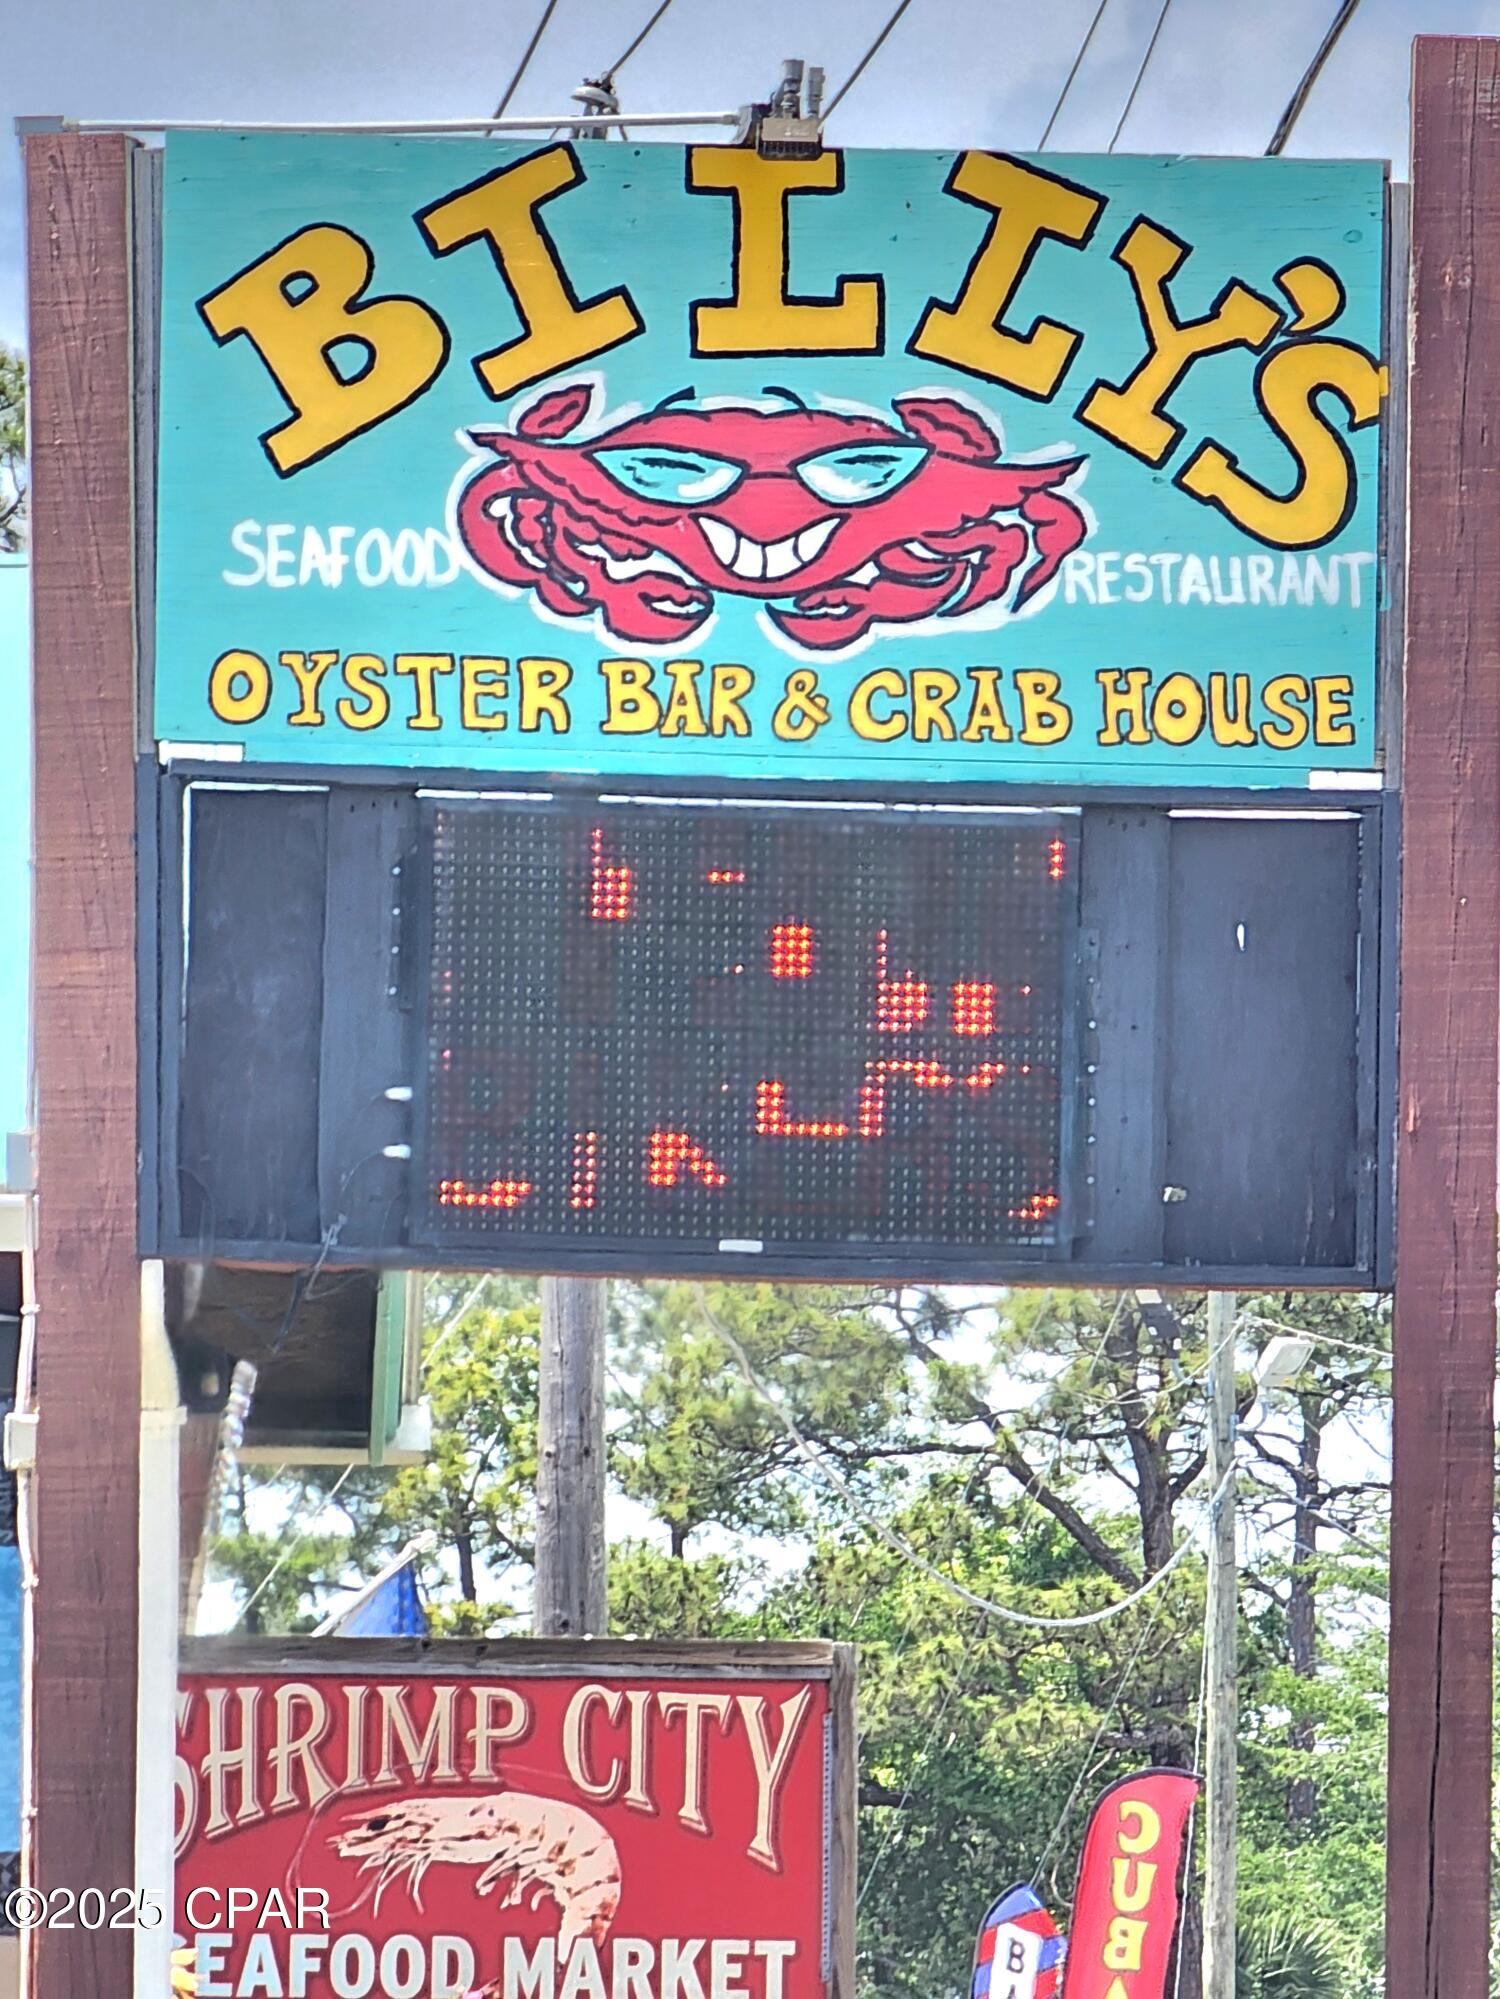 BILLY'S
SEAFOOD RESTAURANT
OYSTER BAR & CRAB HOUSE
SHRIMP CITY
SEAFOOD MARKET
©2025 CPAR